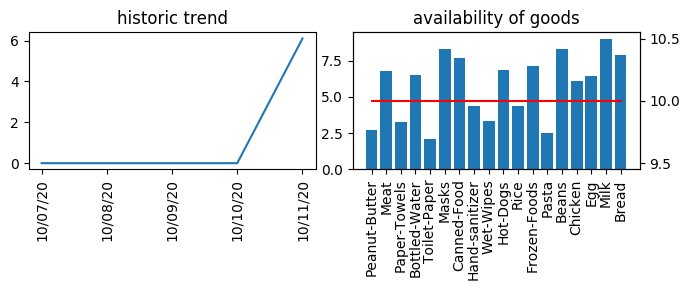 historic trend
6
4
2
0
10/07/20
10/08/20
10/09/20
10/10/20
10/11/20
availability of goods
7.5
5.0
2.5
0.0
10.5
10.0
9.5
Peanut-Butter
Meat
Paper-Towels
Bottled-Water
Toilet-Paper
Masks
Canned-Food
Hand-sanitizer
Wet-Wipes
Hot-Dogs
Rice
Frozen-Foods
Pasta
Beans
Chicken
Egg
Milk
Bread